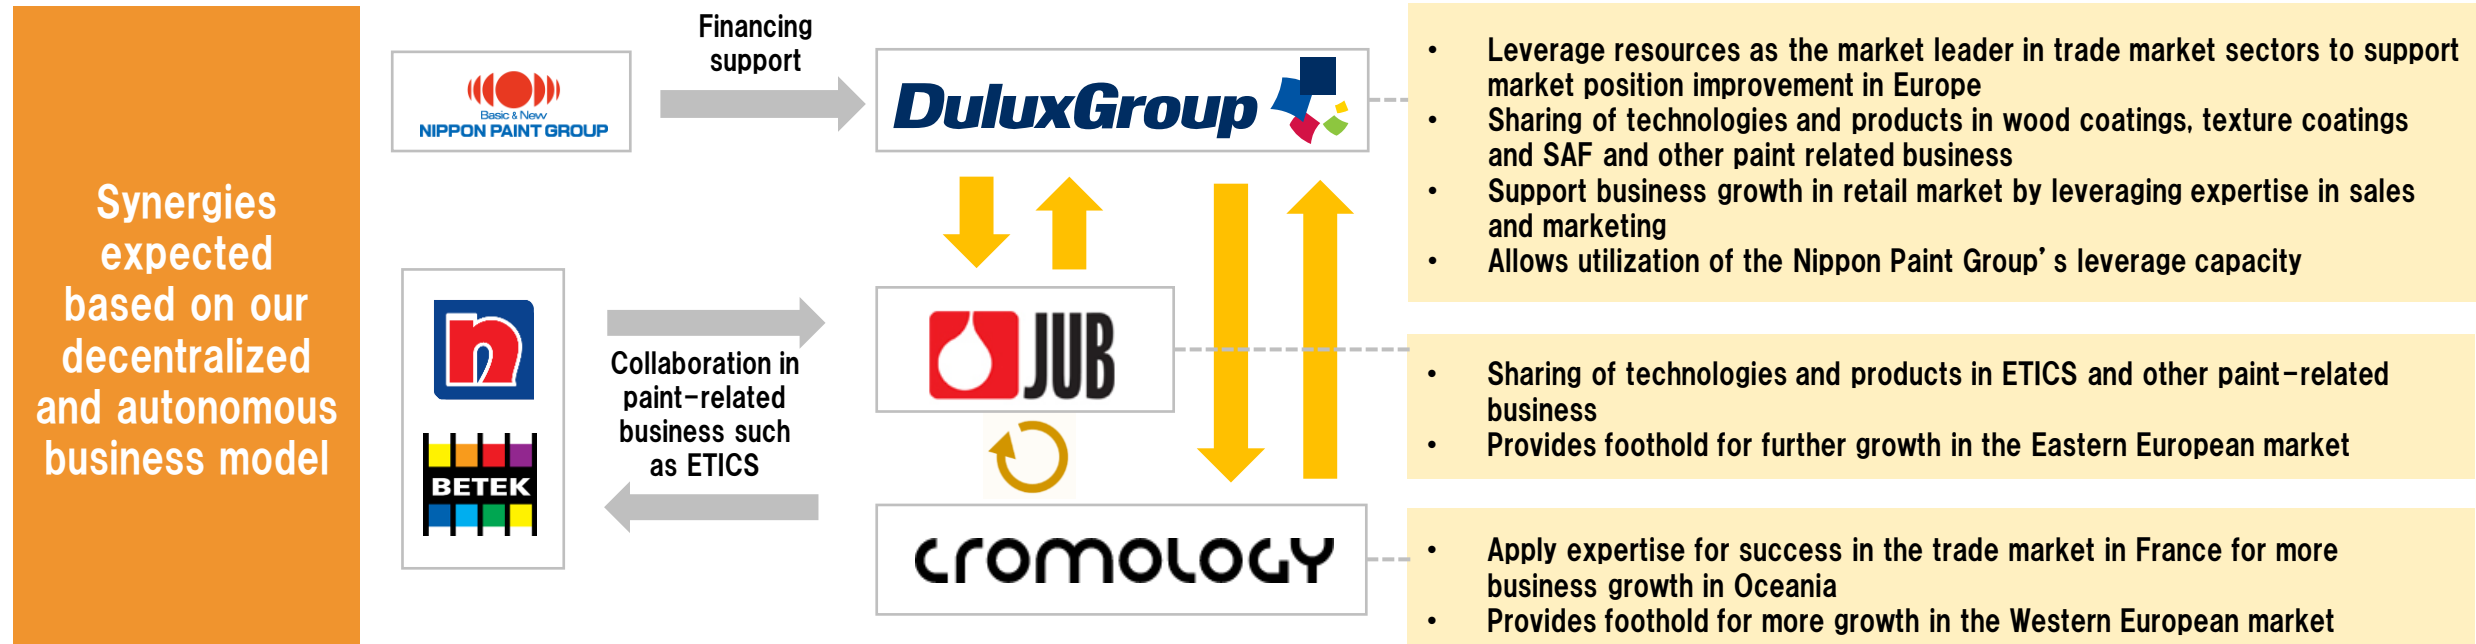 Synergies
expected
based on our
decentralized
and autonomous
business model
Basic & New
NIPPON PAINT GROUP
Financing
support
DuluxGroup
n
BETEK
Collaboration in
paint-related
business such
as ETICS
JUB
cromology
• Leverage resources as the market leader in trade market sectors to support
market position improvement in Europe
• Sharing of technologies and products in wood coatings, texture coatings
and SAF and other paint related business
• Support business growth in retail market by leveraging expertise in sales
and marketing
• Allows utilization of the Nippon Paint Group’s leverage capacity
• Sharing of technologies and products in ETICS and other paint-related
business
• Provides foothold for further growth in the Eastern European market
• Apply expertise for success in the trade market in France for more
business growth in Oceania
• Provides foothold for more growth in the Western European market